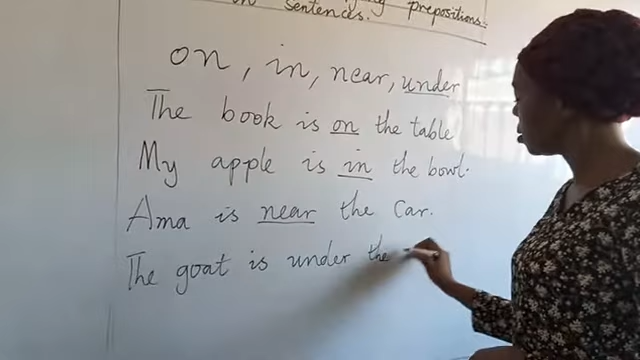 sentences. prepositions:
on, in, near, under
The book is on the table
My apple is in the bowl.
Ama is near the car.
The goat is under the